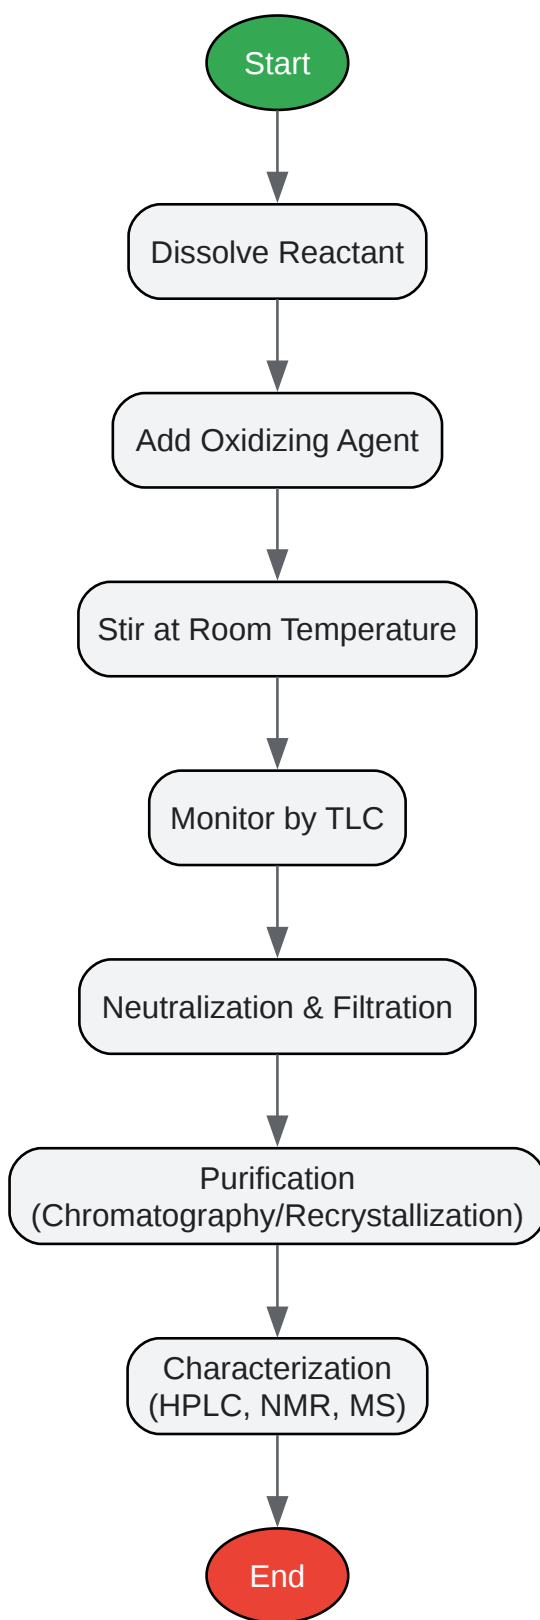 Start
Dissolve Reactant
Add Oxidizing Agent
Stir at Room Temperature
Monitor by TLC
Neutralization & Filtration
Purification
(Chromatography/Recrystallization)
Characterization
(HPLC, NMR, MS)
End